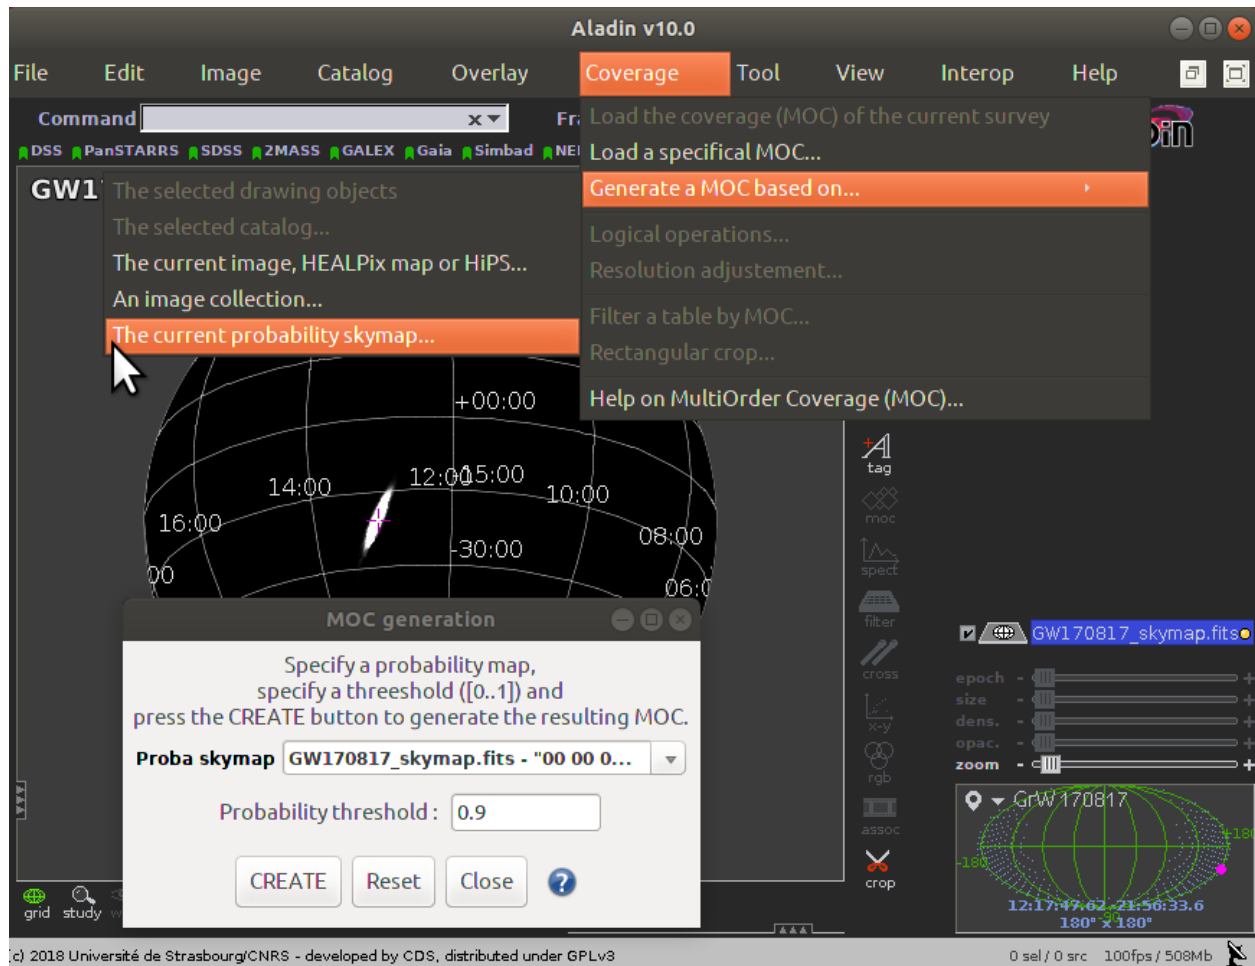 Aladin v10.0
File Edit Image Catalog Overlay Coverage Tool View Interop Help
Command
DSS PanSTARRS SDSS 2MASS GALEX Gaia Simbad
Load the coverage (MOC) of the current survey
Load a specifical MOC...
Generate a MOC based on...
Logical operations...
Resolution adjustement...
Filter a table by MOC...
Rectangular crop...
Help on MultiOrder Coverage (MOC)...
The selected drawing objects
The selected catalog...
The current image, HEALPix map or HiPS...
An image collection...
The current probability skymap...
+00:00
14:00 12:00 -15:00 10:00
16:00 -30:00 08:00
MOC generation
Specify a probability map,
specify a threeshold ([0..1]) and
press the CREATE button to generate the resulting MOC.
Proba skymap GW170817_skymap.fits - "00 00 0...
Probability threshold : 0.9
CREATE Reset Close ?
grid study
tag
moc
spect
filter
cross
x-y
rgb
assoc
crop
GW170817_skymap.fits
epoch - +
size - +
dens. - +
opac. - +
zoom - +
GrW 170817
+180
-180
12:17:47.62 -21:56:33.6
-90
180° x 180°
(c) 2018 Université de Strasbourg/CNRS - developed by CDS, distributed under GPLv3
0 sel / 0 src 100fps / 508Mb